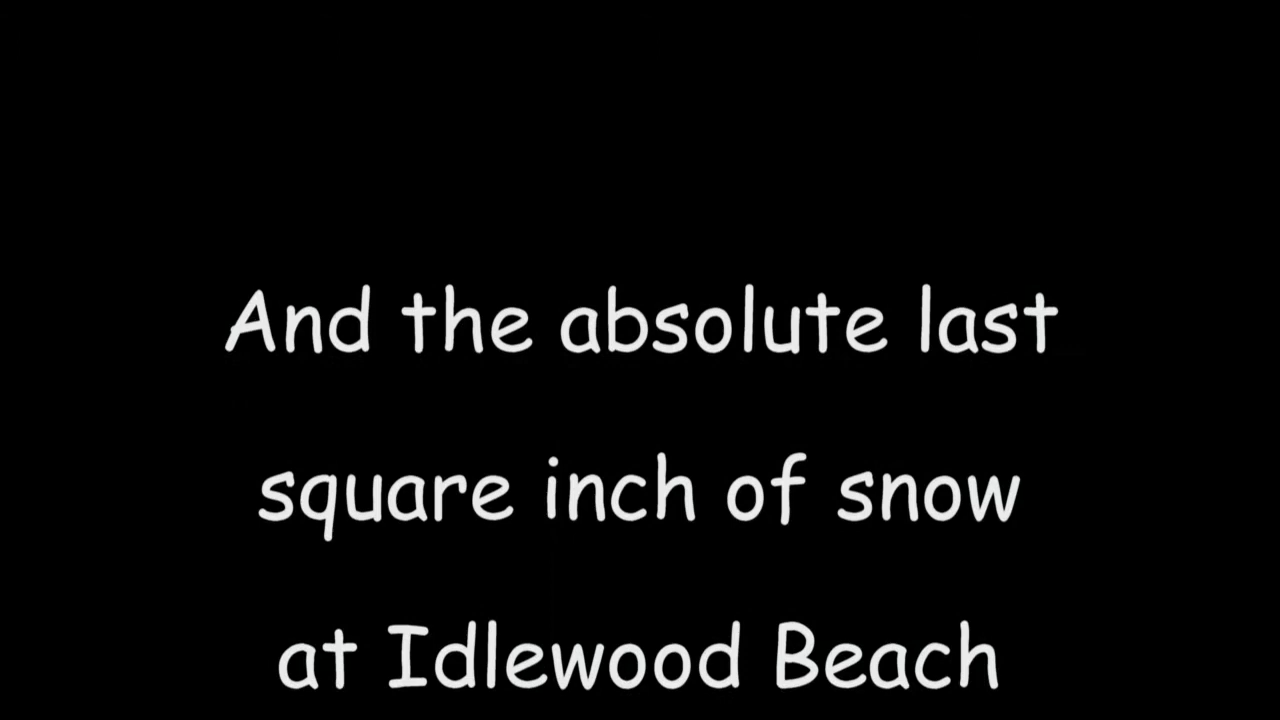 And the absolute last
square inch of snow
at Idlewood Beach